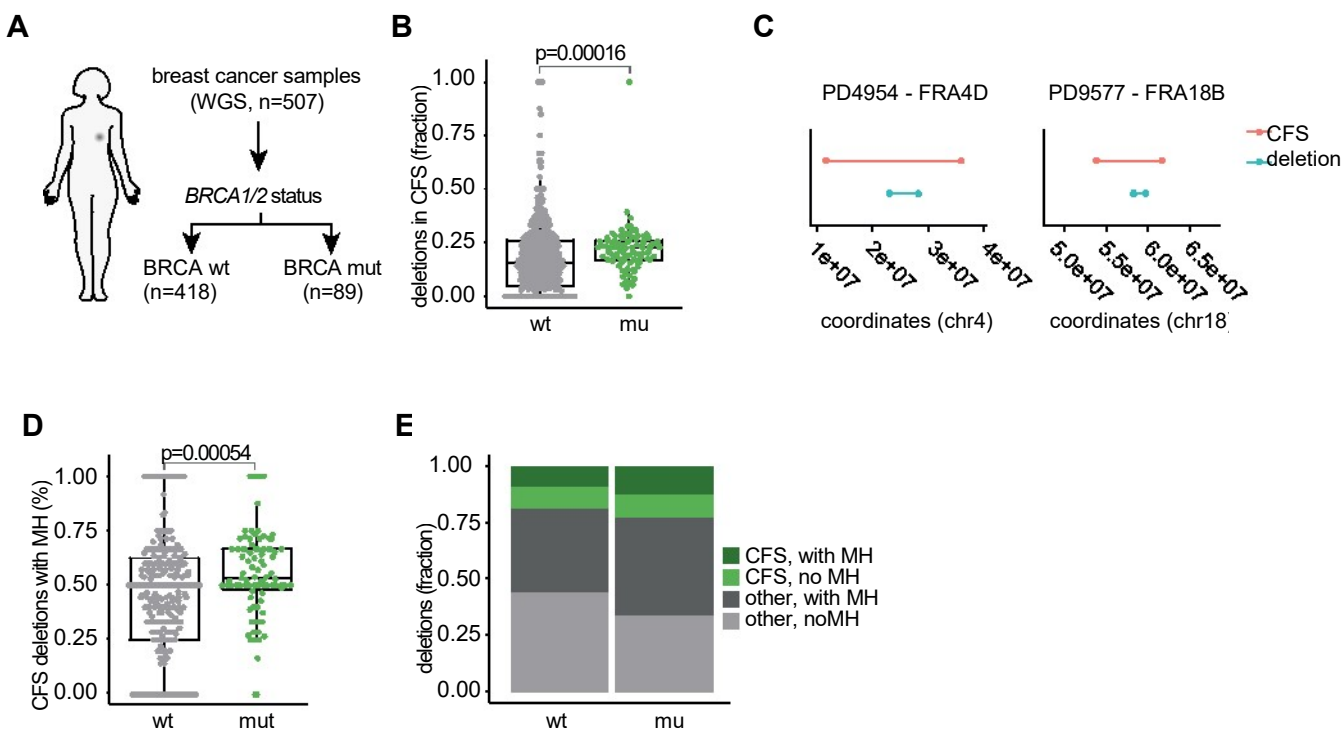 A
breast cancer samples
(WGS, n=507)
BRCA1/2 status
BRCA wt
(n=418)
BRCA mut
(n=89)
B
p=0.00016
deletions in CFS (fraction)
1.00
0.75
0.50
0.25
0.00
wt
mu
C
PD4954 - FRA4D
1e+07
2e+07
3e+07
4e+07
coordinates (chr4)
PD9577 - FRA18B
5.0e+07
5.5e+07
6.0e+07
6.5e+07
coordinates (chr18)
CFS
deletion
D
p=0.00054
CFS deletions with MH (%)
1.00
0.75
0.50
0.25
0.00
wt
mut
E
deletions (fraction)
1.00
0.75
0.50
0.25
0.00
wt
mu
CFS, with MH
CFS, no MH
other, with MH
other, noMH